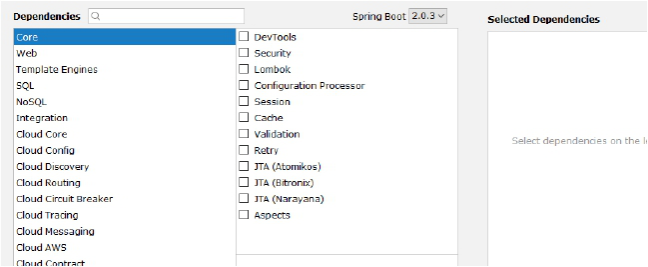 Dependencies
Spring Boot 2.0.3
Selected Dependencies
Core
Web
Template Engines
SQL
NoSQL
Integration
Cloud Core
Cloud Config
Cloud Discovery
Cloud Routing
Cloud Circuit Breaker
Cloud Tracing
Cloud Messaging
Cloud AWS
Cloud Contract
DevTools
Security
Lombok
Configuration Processor
Session
Cache
Validation
Retry
JTA (Atomikos)
JTA (Bitronix)
JTA (Narayana)
Aspects
Select dependencies on the